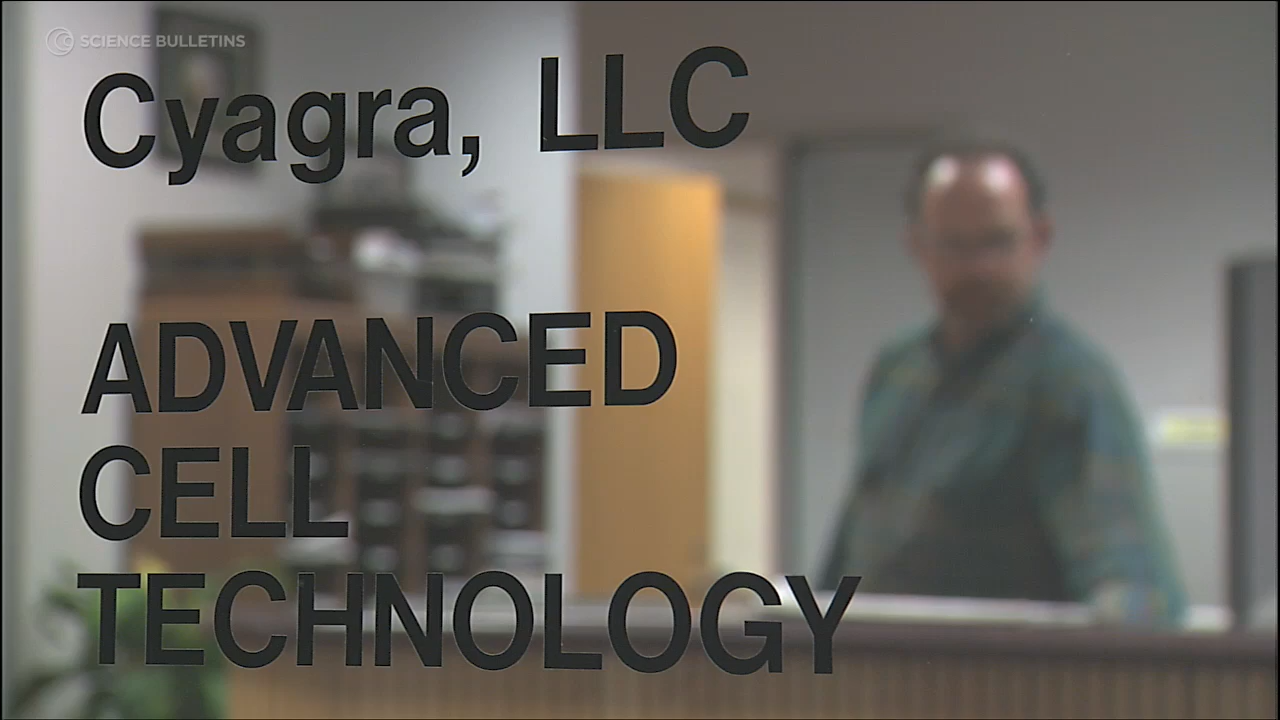 SCIENCE BULLETINS
Cyagra, LLC
ADVANCED
CELL
TECHNOLOGY